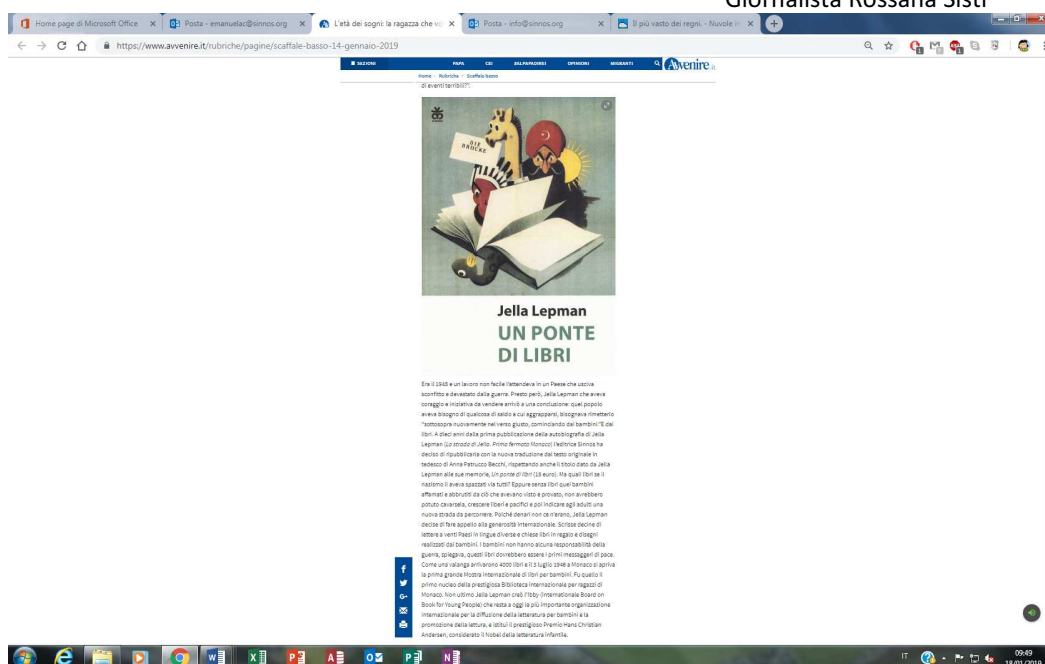 Giornalista Rossana Sisti
Home page di Microsoft Office
Posta - emanuelac@sinnos.org
L'età dei sogni: la ragazza che vo
Posta - info@sinnos.org
Il più vasto dei regni. - Nuvole in
https://www.avvenire.it/rubriche/pagine/scaffale-basso-14-gennaio-2019
SEZIONI PAPA CEI SULPAPADIRSI OPINIONI MIGRANTI Avvenire.it
Home Rubriche Scaffale basso
di eventi terribili?".
DIE
BRÜCKE
Jella Lepman
UN PONTE
DI LIBRI
Era il 1945 e un lavoro non facile l'attendeva in un Paese che usciva
sconfitto e devastato dalla guerra. Presto però, Jella Lepman che aveva
coraggio e iniziativa da vendere arrivò a una conclusione: quel popolo
aveva bisogno di qualcosa di saldo a cui aggrapparsi, bisognava rimetterlo
"sottosopra nuovamente nel verso giusto, cominciando dai bambini."E dai
libri. A dieci anni dalla prima pubblicazione della autobiografia di Jella
Lepman (La strada di Jella. Prima fermata Monaco) l'editrice Sinnos ha
deciso di ripubblicarla con la nuova traduzione dal testo originale in
tedesco di Anna Patrucco Becchi, rispettando anche il titolo dato da Jella
Lepman alle sue memorie, Un ponte di libri (15 euro). Ma quali libri se il
nazismo li aveva spazzati via tutti? Eppure senza libri quei bambini
affamati e abbrutiti da ciò che avevano visto e provato, non avrebbero
potuto cavarsela, crescere liberi e pacifici e poi indicare agli adulti una
nuova strada da percorrere. Poiché denari non ce n'erano, Jella Lepman
decise di fare appello alla generosità internazionale. Scrisse decine di
lettere a venti Paesi in lingue diverse e chiese libri in regalo e disegni
realizzati dai bambini. I bambini non hanno alcuna responsabilità della
guerra, spiegava, questi libri dovrebbero essere i primi messaggeri di pace.
Come una valanga arrivarono 4000 libri e il 3 luglio 1946 a Monaco si apriva
la prima grande Mostra internazionale di libri per bambini. Fu quello il
primo nucleo della prestigiosa Biblioteca internazionale per ragazzi di
Monaco. Non ultimo Jella Lepman creò l'Ibby (Internationale Board on
Book for Young People) che resta a oggi la più importante organizzazione
internazionale per la diffusione della letteratura per bambini e la
promozione della lettura, e istituì il prestigioso Premio Hans Christian
Andersen, considerato il Nobel della letteratura infantile.
IT
09:49
18/01/2019